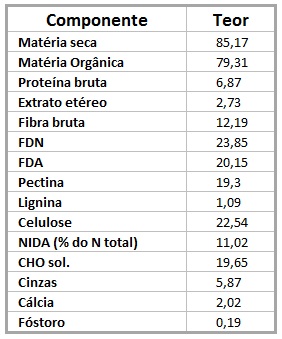 Componente Teor
Matéria seca 85,17
Matéria Orgânica 79,31
Proteína bruta 6,87
Extrato etéreo 2,73
Fibra bruta 12,19
FDN 23,85
FDA 20,15
Pectina 19,3
Lignina 1,09
Celulose 22,54
NIDA (% do N total) 11,02
CHO sol. 19,65
Cinzas 5,87
Cálcia 2,02
Fóstoro 0,19